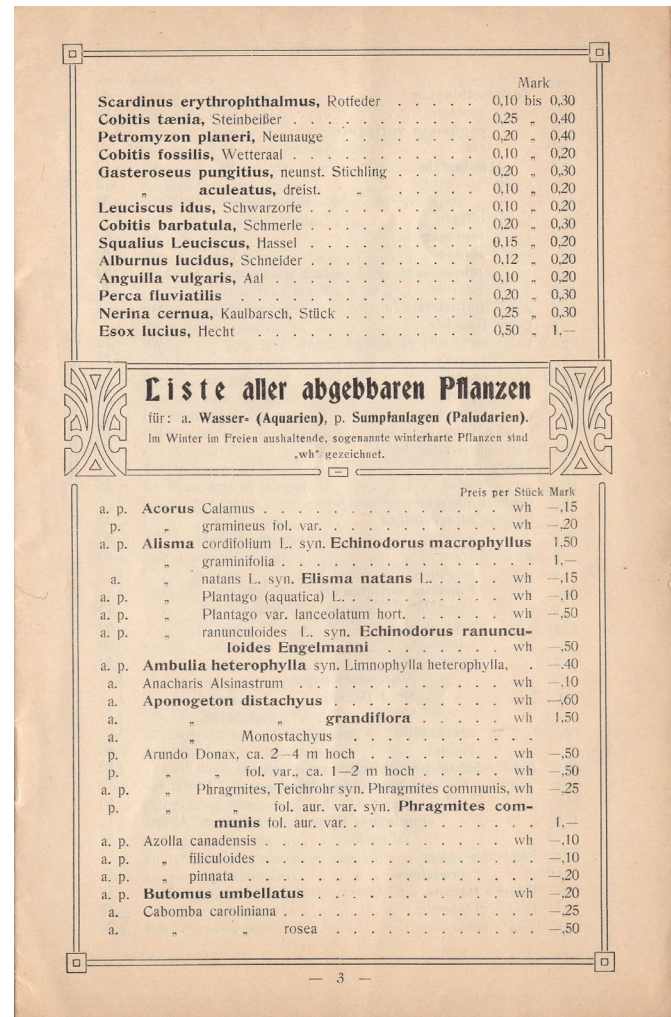 Mark
Scardinus erythrophthalmus, Rotfeder . . . . . 0,10 bis 0,30
Cobitis tænia, Steinbeißer . . . . . . . . . . . 0,25 „ 0,40
Petromyzon planeri, Neunauge . . . . . . . . 0,20 „ 0,40
Cobitis fossilis, Wetteraal . . . . . . . . . . . 0,10 „ 0,20
Gasteroseus pungitius, neunst. Stichling . . . . . 0,20 „ 0,30
„ aculeatus, dreist. „ . . . . . 0,10 „ 0,20
Leuciscus idus, Schwarzorfe . . . . . . . . . . 0,10 „ 0,20
Cobitis barbatula, Schmerle . . . . . . . . . . 0,20 „ 0,30
Squalius Leuciscus, Hassel . . . . . . . . . . 0,15 „ 0,20
Alburnus lucidus, Schneider . . . . . . . . . . 0,12 „ 0,20
Anguilla vulgaris, Aal . . . . . . . . . . . . 0,10 „ 0,20
Perca fluviatilis . . . . . . . . . . . . . . 0,20 „ 0,30
Nerina cernua, Kaulbarsch, Stück . . . . . . . . 0,25 „ 0,30
Esox lucius, Hecht . . . . . . . . . . . . . 0,50 „ 1,—
Liste aller abgebbaren Pflanzen
für: a. Wasser- (Aquarien), p. Sumpfanlagen (Paludarien).
Im Winter im Freien aushaltende, sogenannte winterharte Pflanzen sind
„wh“ gezeichnet.
Preis per Stück Mark
a. p. Acorus Calamus . . . . . . . . . . . . . . . wh —,15
p. „ gramineus fol. var. . . . . . . . . . . wh —,20
a. p. Alisma cordifolium L. syn. Echinodorus macrophyllus 1,50
„ graminifolia . . . . . . . . . . . . . . . 1,—
a. „ natans L. syn. Elisma natans L. . . . . wh —,15
a. p. „ Plantago (aquatica) L. . . . . . . . . . wh —,10
a. p. „ Plantago var. lanceolatum hort. . . . . . wh —,50
a. p. „ ranunculoides L. syn. Echinodorus ranuncu-
loides Engelmanni . . . . . . . wh —,50
a. p. Ambulia heterophylla syn. Limnophylla heterophylla, . —.40
a. Anacharis Alsinastrum . . . . . . . . . . . . wh —,10
a. Aponogeton distachyus . . . . . . . . . . wh —,60
a. „ „ grandiflora . . . . . wh 1,50
a. „ Monostachyus . . . . . . . . . . .
p. Arundo Donax, ca. 2—4 m hoch . . . . . . . . wh —,50
p. „ „ fol. var., ca. 1—2 m hoch . . . . . wh —,50
a. p. „ Phragmites, Teichrohr syn. Phragmites communis, wh —,25
p. „ „ fol. aur. var. syn. Phragmites com-
munis fol. aur. var. . . . . . . . . . . . 1,—
a. p. Azolla canadensis . . . . . . . . . . . . . wh —,10
a. p. „ filiculoides . . . . . . . . . . . . . . . —,10
a. p. „ pinnata . . . . . . . . . . . . . . . . —,20
a. p. Butomus umbellatus . . . . . . . . . . . wh —,20
a. Cabomba caroliniana . . . . . . . . . . . . . . . —,25
a. „ „ rosea . . . . . . . . . . . . —,50
— 3 —